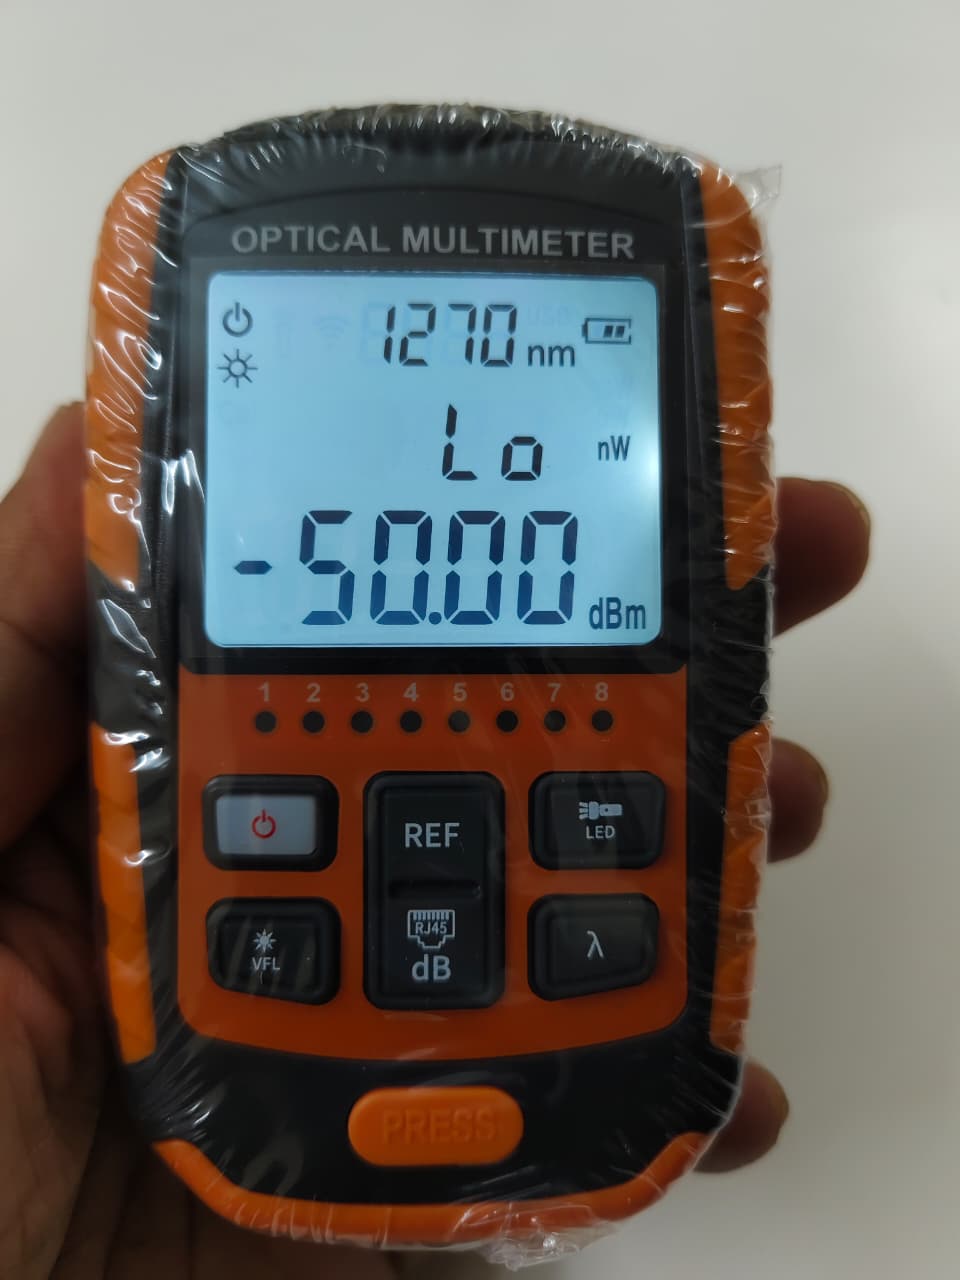 OPTICAL MULTIMETER
1270 nm
Lo nW
-50.00 dBm
1 2 3 4 5 6 7 8
REF
LED
RJ45
VFL
dB
λ
PRESS